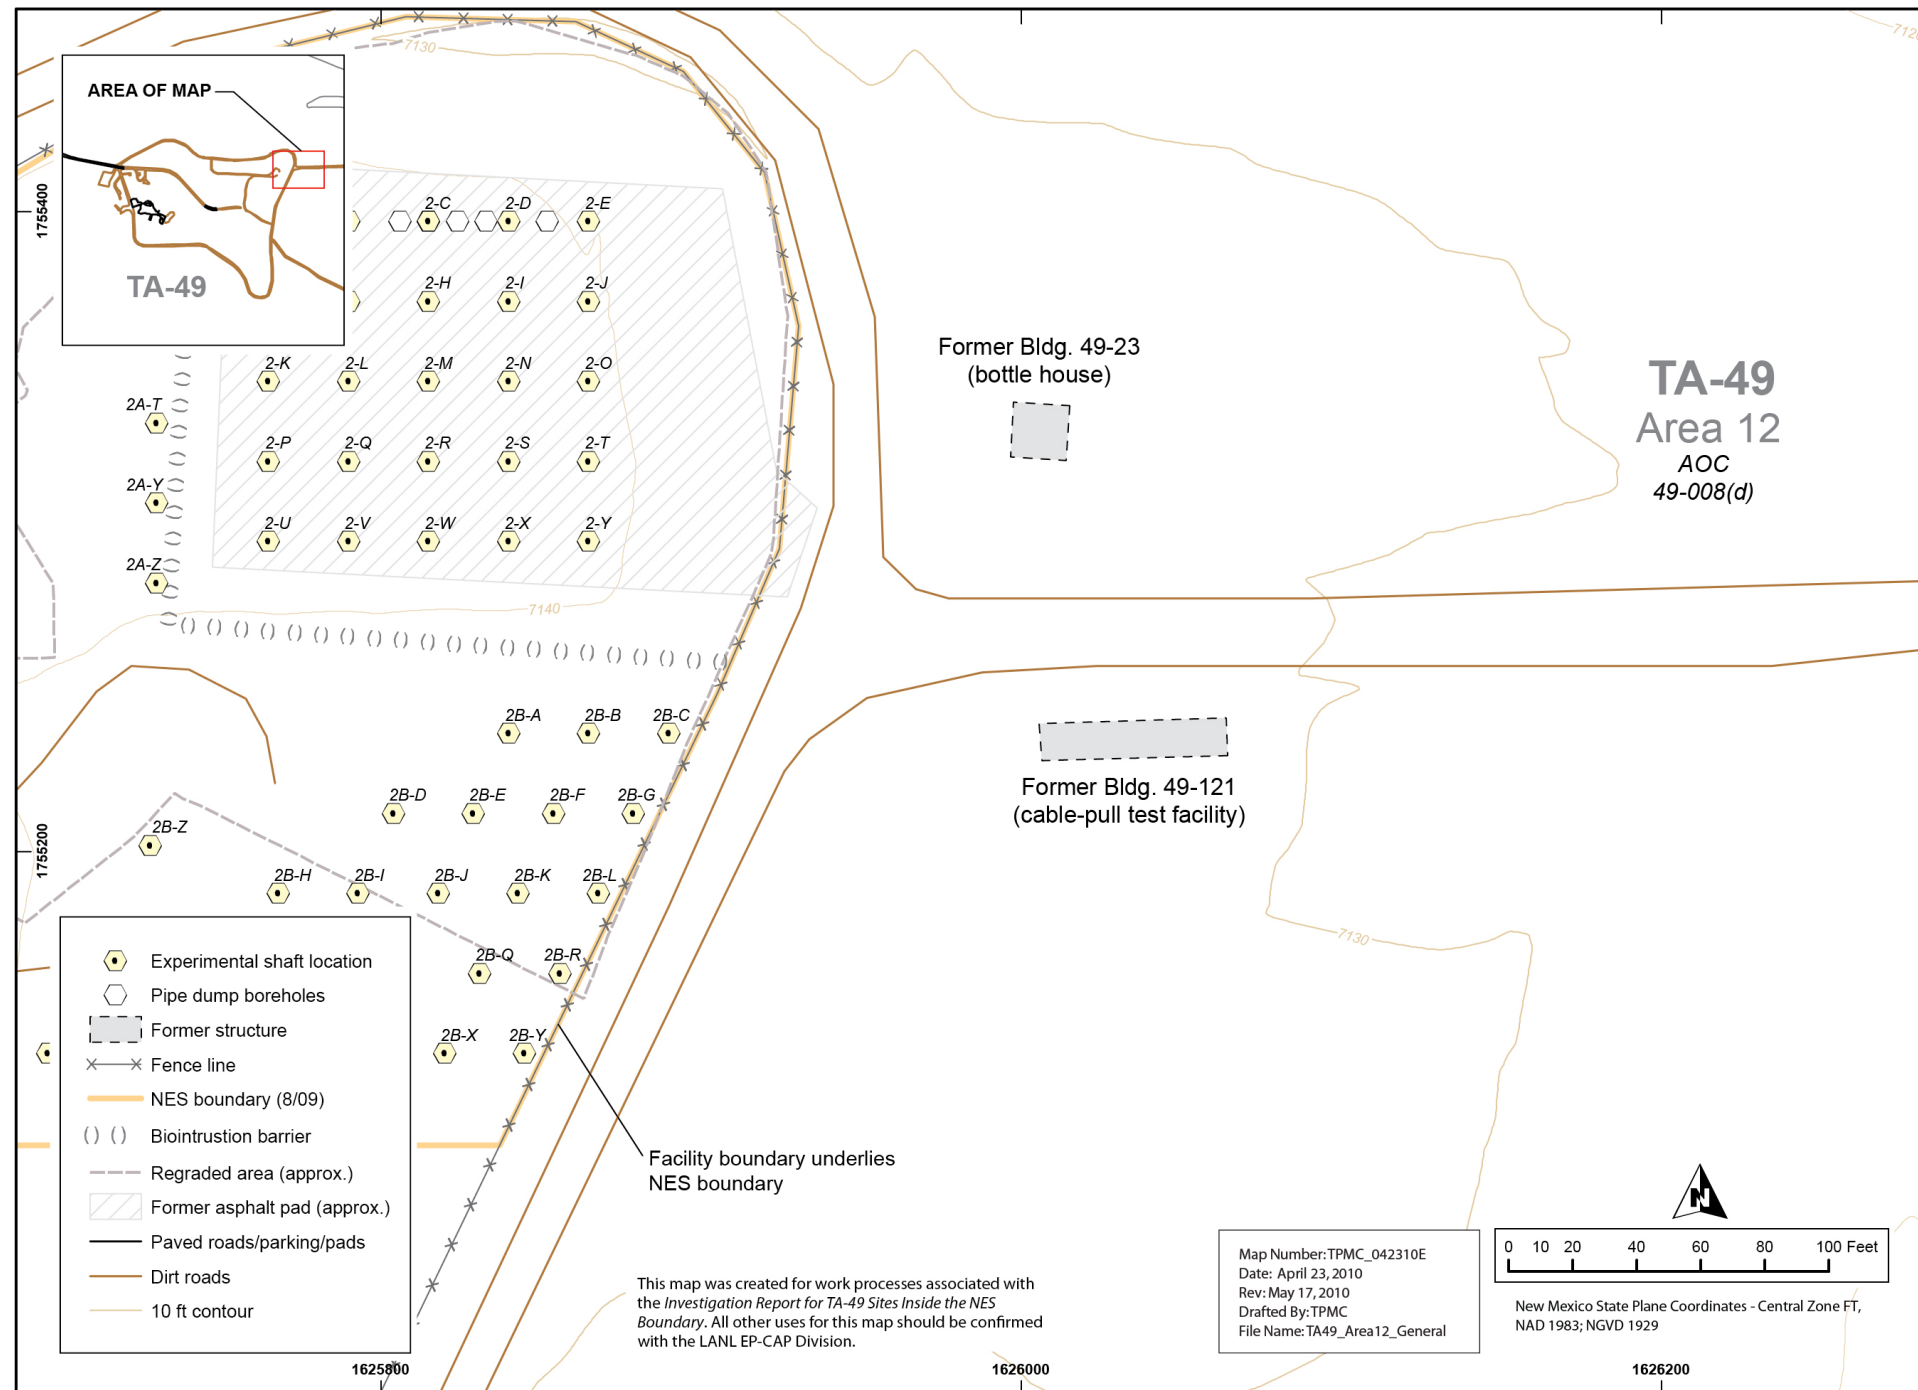 7130
7120
AREA OF MAP
TA-49
1755400
2-C
2-D
2-E
2-H
2-I
2-J
Former Bldg. 49-23
(bottle house)
TA-49
Area 12
AOC
49-008(d)
2-K
2-L
2-M
2-N
2-O
2A-T
2-P
2-Q
2-R
2-S
2-T
2A-Y
2-U
2-V
2-W
2-X
2-Y
2A-Z
7140
2B-A
2B-B
2B-C
Former Bldg. 49-121
(cable-pull test facility)
2B-D
2B-E
2B-F
2B-G
2B-Z
1755200
2B-H
2B-I
2B-J
2B-K
2B-L
7130
2B-Q
2B-R
2B-X
2B-Y
Experimental shaft location
Pipe dump boreholes
Former structure
Fence line
NES boundary (8/09)
Biointrustion barrier
Regraded area (approx.)
Former asphalt pad (approx.)
Paved roads/parking/pads
Dirt roads
10 ft contour
Facility boundary underlies
NES boundary
This map was created for work processes associated with
the Investigation Report for TA-49 Sites Inside the NES
Boundary. All other uses for this map should be confirmed
with the LANL EP-CAP Division.
Map Number: TPMC_042310E
Date: April 23, 2010
Rev: May 17, 2010
Drafted By: TPMC
File Name: TA49_Area12_General
N
0 10 20 40 60 80 100 Feet
New Mexico State Plane Coordinates - Central Zone FT,
NAD 1983; NGVD 1929
1625800
1626000
1626200